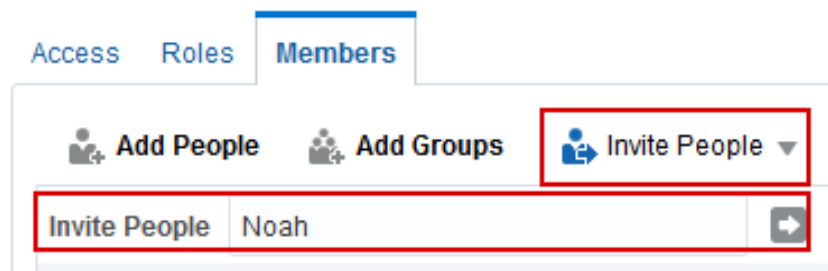 Access Roles Members
Add People Add Groups Invite People
Invite People Noah